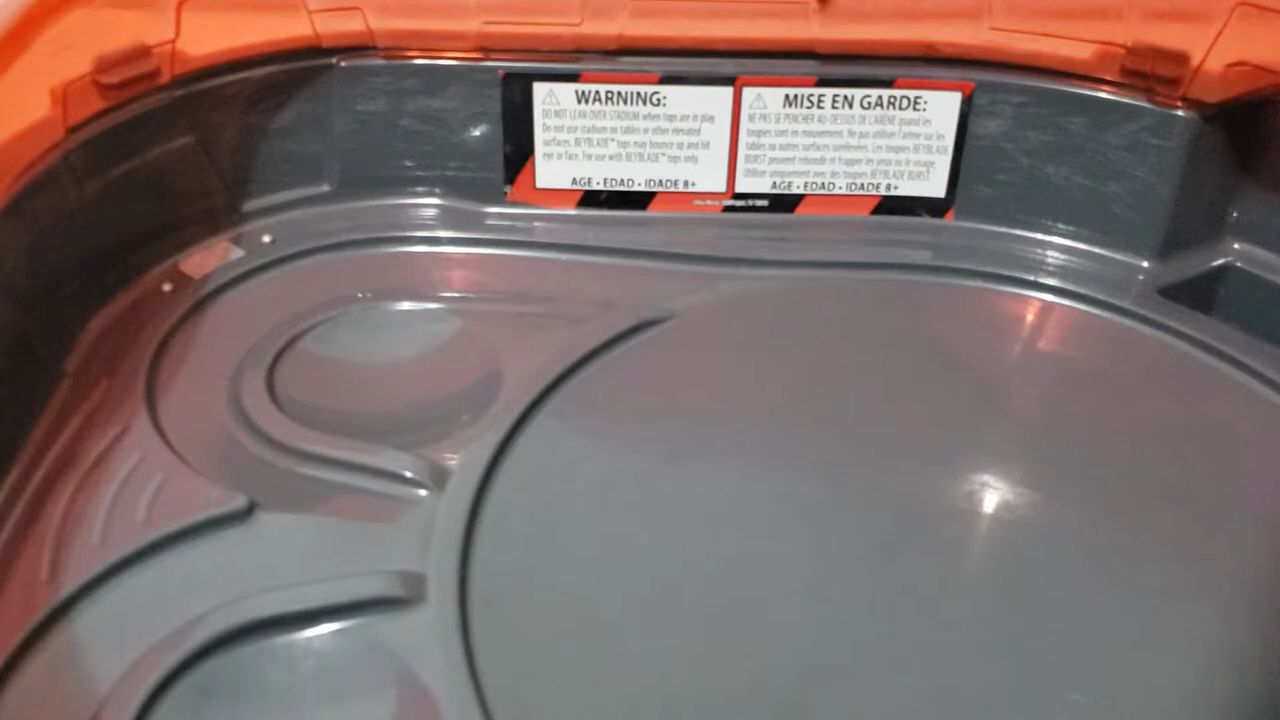 WARNING:
DO NOT LEAN OVER STADIUM when tops are in play.
Do not use stadium on tables or other elevated
surfaces. BEYBLADE™ tops may bounce up and hit
eye or face. For use with BEYBLADE™ tops only.
AGE • EDAD • IDADE 8+
MISE EN GARDE:
NE PAS SE PENCHER AU-DESSUS DE L'ARÈNE quand les
toupies sont en mouvement. Ne pas utiliser l'arène sur les
tables ou autres surfaces surélevées. Les toupies BEYBLADE
BURST peuvent rebondir et frapper les yeux ou le visage.
Utiliser uniquement avec des toupies BEYBLADE BURST.
AGE • EDAD • IDADE 8+